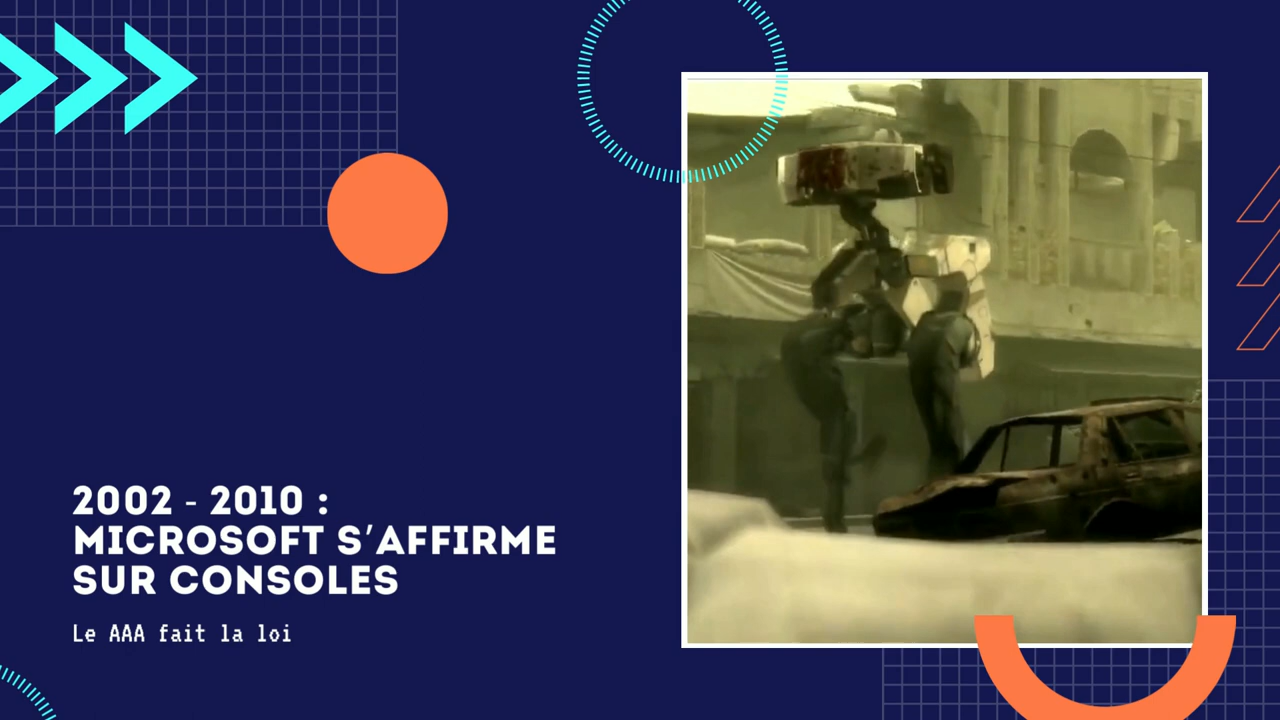 2002 - 2010 :
MICROSOFT S’AFFIRME
SUR CONSOLES
Le AAA fait la loi